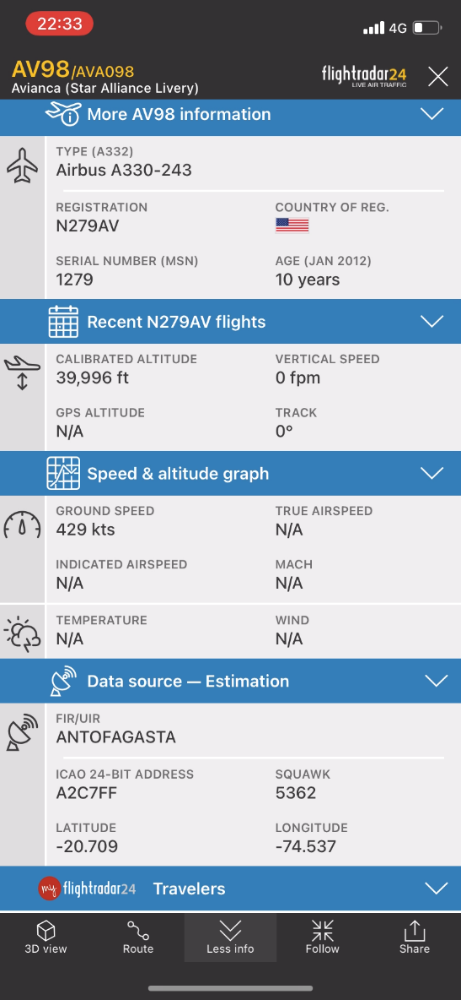 22:33
4G
AV98/AVA098
Avianca (Star Alliance Livery)
flightradar24
LIVE AIR TRAFFIC
More AV98 information
TYPE (A332)
Airbus A330-243
REGISTRATION COUNTRY OF REG.
N279AV
SERIAL NUMBER (MSN) AGE (JAN 2012)
1279 10 years
Recent N279AV flights
CALIBRATED ALTITUDE VERTICAL SPEED
39,996 ft 0 fpm
GPS ALTITUDE TRACK
N/A 0°
Speed & altitude graph
GROUND SPEED TRUE AIRSPEED
429 kts N/A
INDICATED AIRSPEED MACH
N/A N/A
TEMPERATURE WIND
N/A N/A
Data source — Estimation
FIR/UIR
ANTOFAGASTA
ICAO 24-BIT ADDRESS SQUAWK
A2C7FF 5362
LATITUDE LONGITUDE
-20.709 -74.537
my flightradar24 Travelers
3D view Route Less info Follow Share